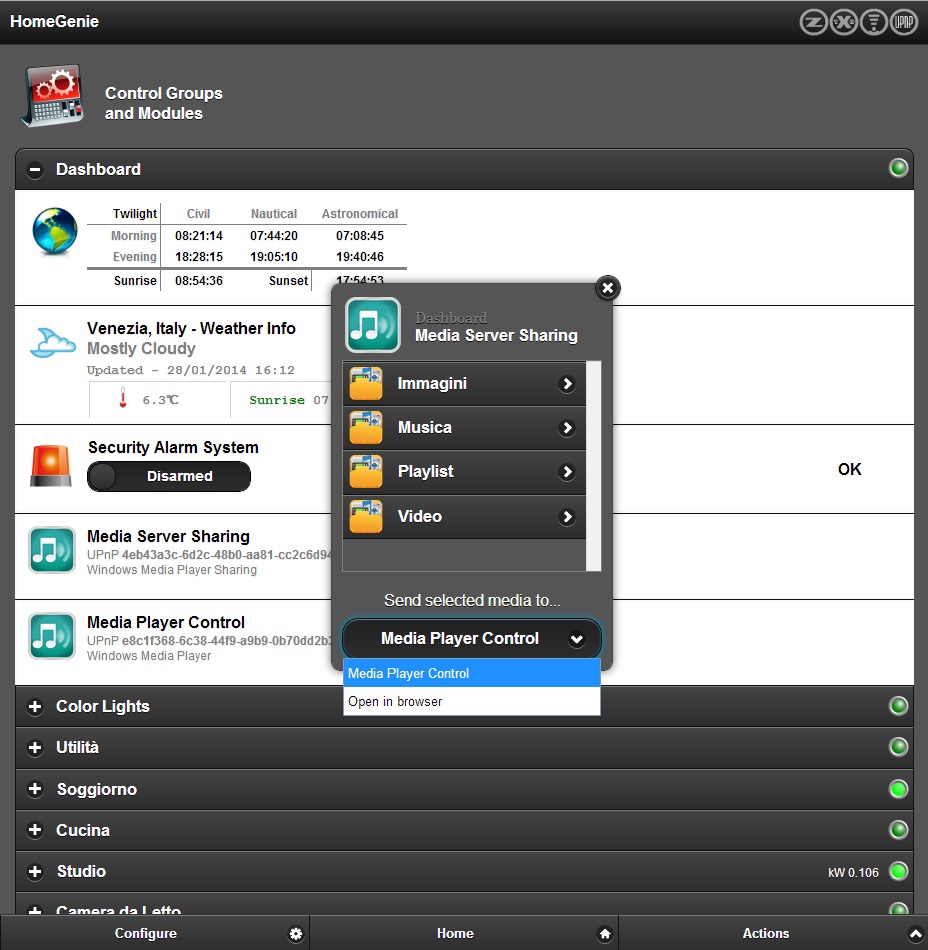 HomeGenie
Control Groups
and Modules
Dashboard
Twilight Civil Nautical Astronomical
Morning 08:21:14 07:44:20 07:08:45
Evening 18:28:15 19:05:10 19:40:46
Sunrise 08:54:36 Sunset 17:54:53
Venezia, Italy - Weather Info
Mostly Cloudy
Updated - 28/01/2014 16:12
6.3℃ Sunrise 07
Security Alarm System
Disarmed
OK
Media Server Sharing
UPnP 4eb43a3c-6d2c-48b0-aa81-cc2c6d94
Windows Media Player Sharing
Media Player Control
UPnP e8c1f368-6c38-44f9-a9b9-0b70dd2b3
Windows Media Player
Dashboard
Media Server Sharing
Immagini
Musica
Playlist
Video
Send selected media to...
Media Player Control
Media Player Control
Open in browser
Color Lights
Utilità
Soggiorno
Cucina
Studio kW 0.106
Camera da Letto
Configure Home Actions